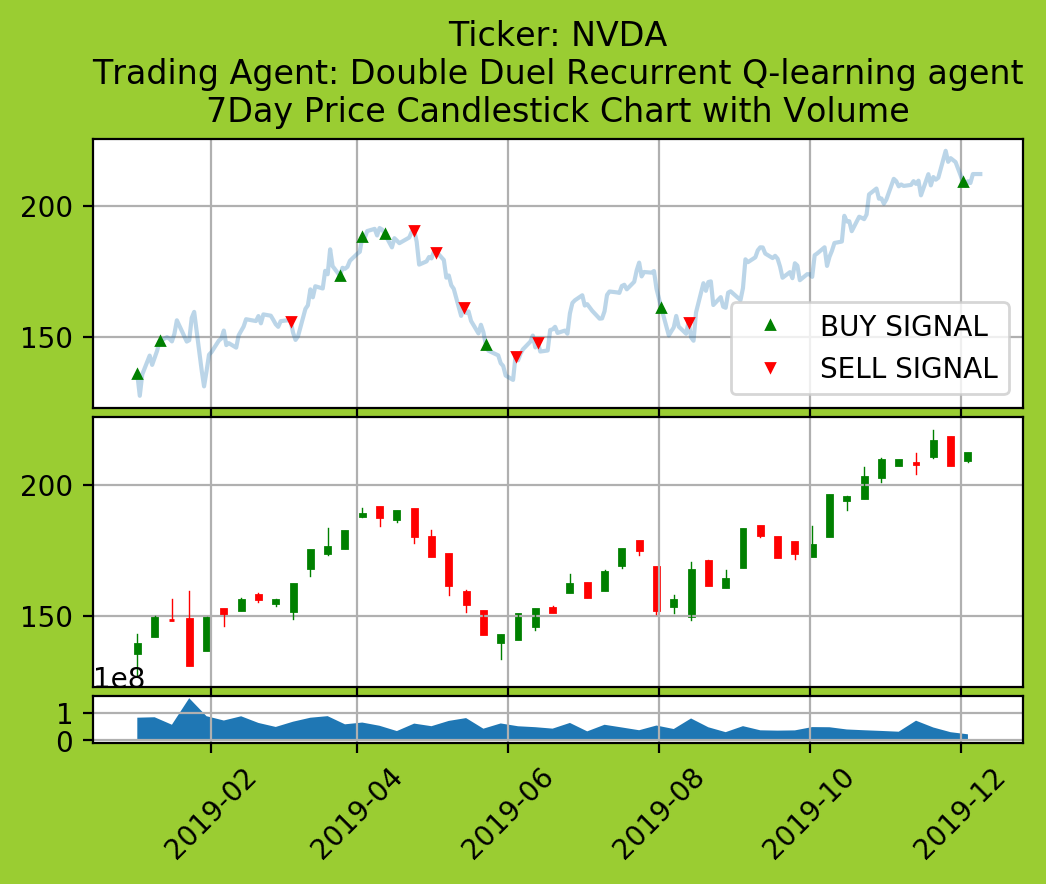 Ticker: NVDA
Trading Agent: Double Duel Recurrent Q-learning agent
7Day Price Candlestick Chart with Volume
200
150
BUY SIGNAL
SELL SIGNAL
200
150
1e8
1
0
2019-02
2019-04
2019-06
2019-08
2019-10
2019-12